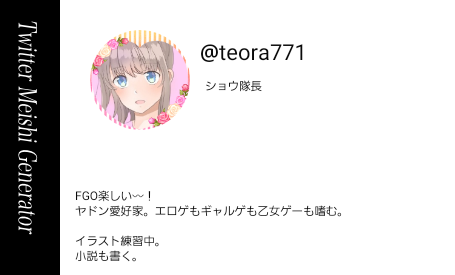 Twitter Meishi Generator
@teora771
ショウ隊長
FGO楽しい〰！
ヤドン愛好家。エロゲもギャルゲも乙女ゲーも嗜む。
イラスト練習中。
小説も書く。